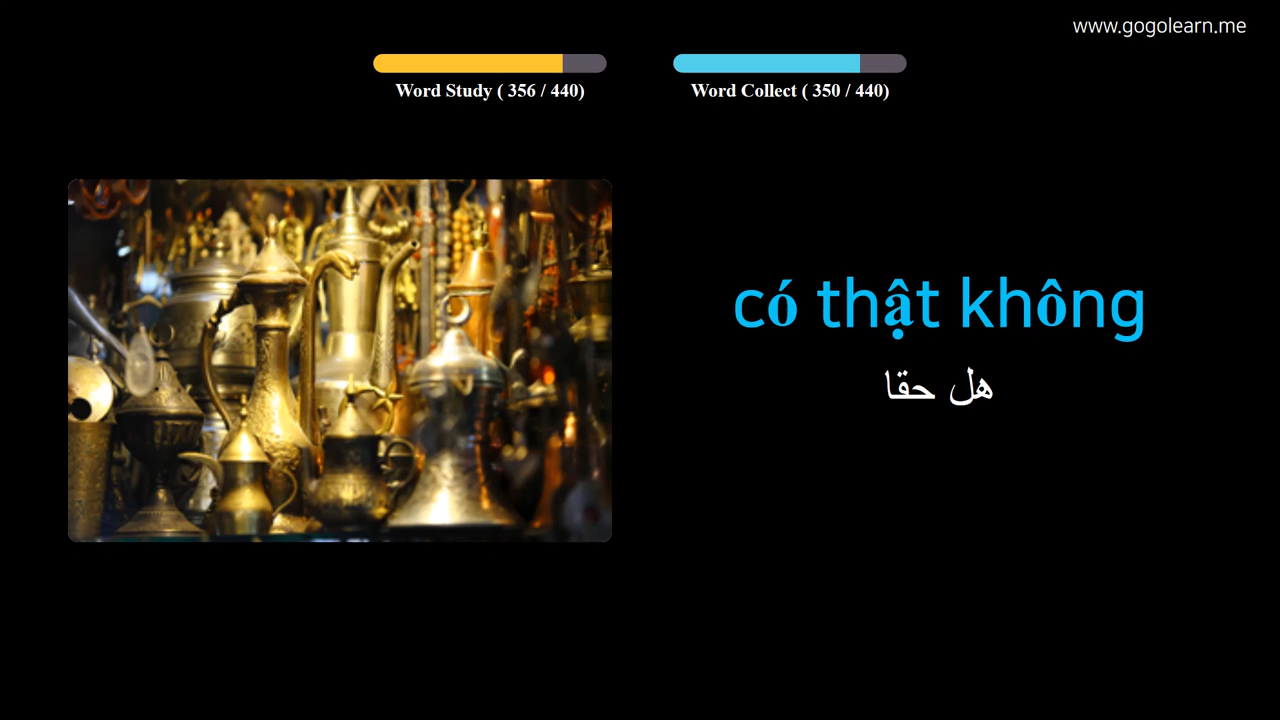 www.gogolearn.me
Word Study ( 356 / 440)
Word Collect ( 350 / 440)
có thật không
هل حقا